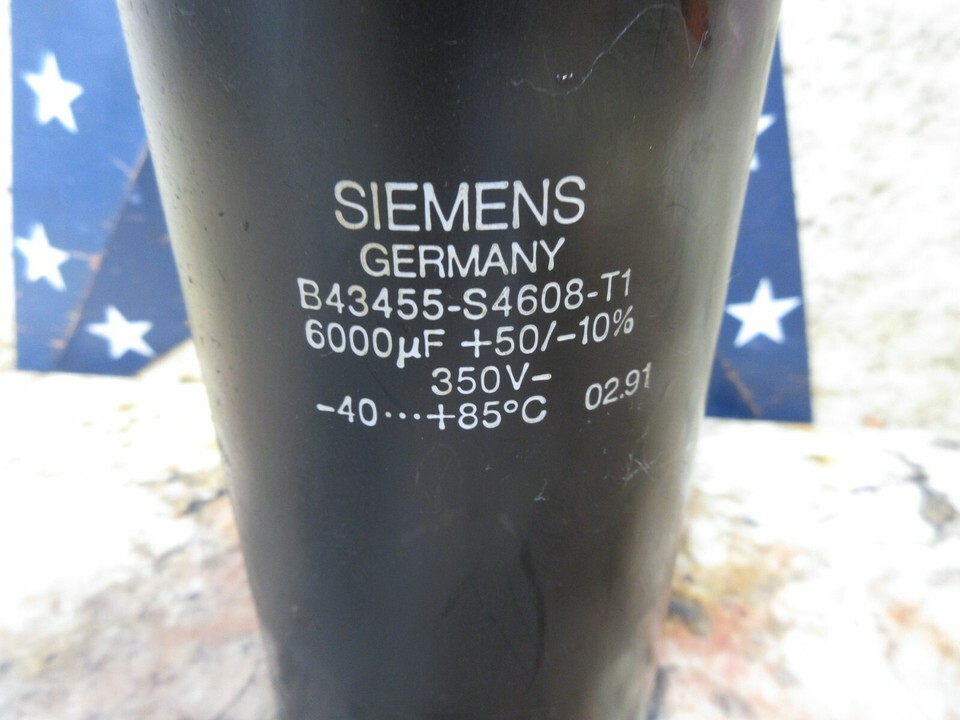 SIEMENS
GERMANY
B43455-S4608-T1
6000µF +50/-10%
350V-
-40...+85°C 02.91